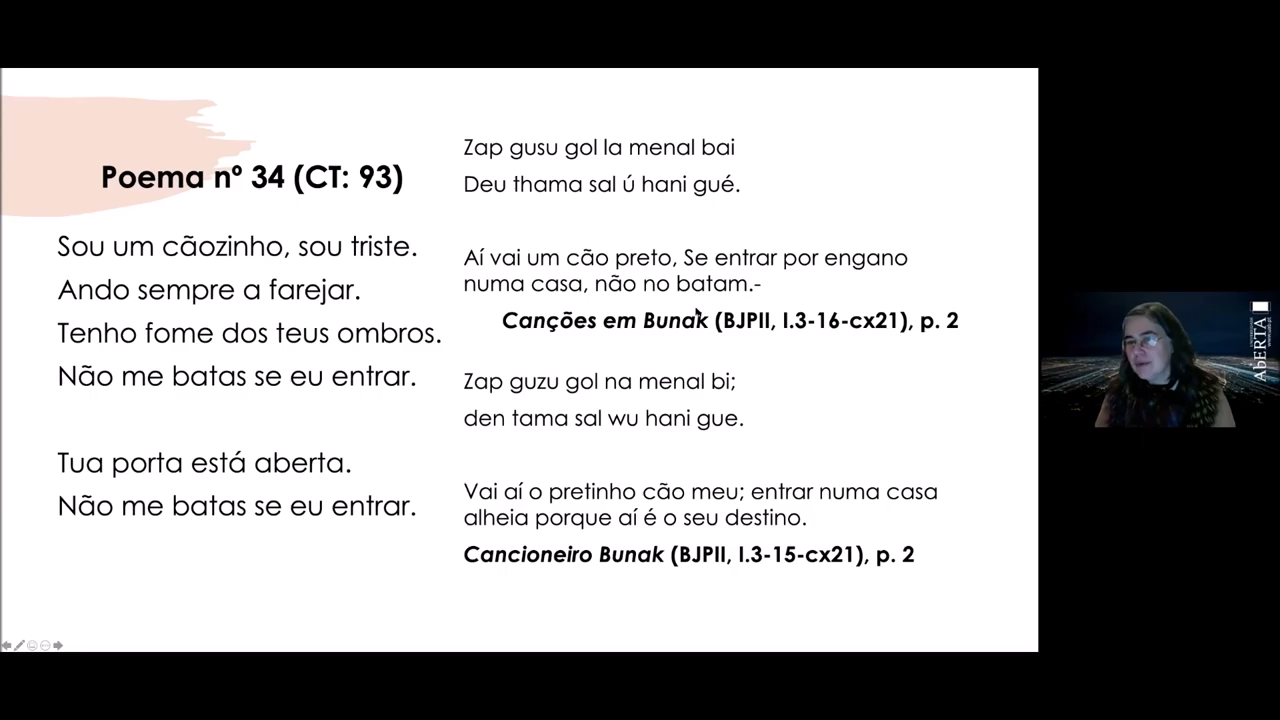 Poema nº 34 (CT: 93)
Sou um cãozinho, sou triste.
Ando sempre a farejar.
Tenho fome dos teus ombros.
Não me batas se eu entrar.
Tua porta está aberta.
Não me batas se eu entrar.
Zap gusu gol la menal bai
Deu thama sal ú hani gué.
Aí vai um cão preto, Se entrar por engano
numa casa, não no batam.-
Canções em Bunak (BJPII, I.3-16-cx21), p. 2
Zap guzu gol na menal bi;
den tama sal wu hani gue.
Vai aí o pretinho cão meu; entrar numa casa
alheia porque aí é o seu destino.
Cancioneiro Bunak (BJPII, I.3-15-cx21), p. 2
AbERTA